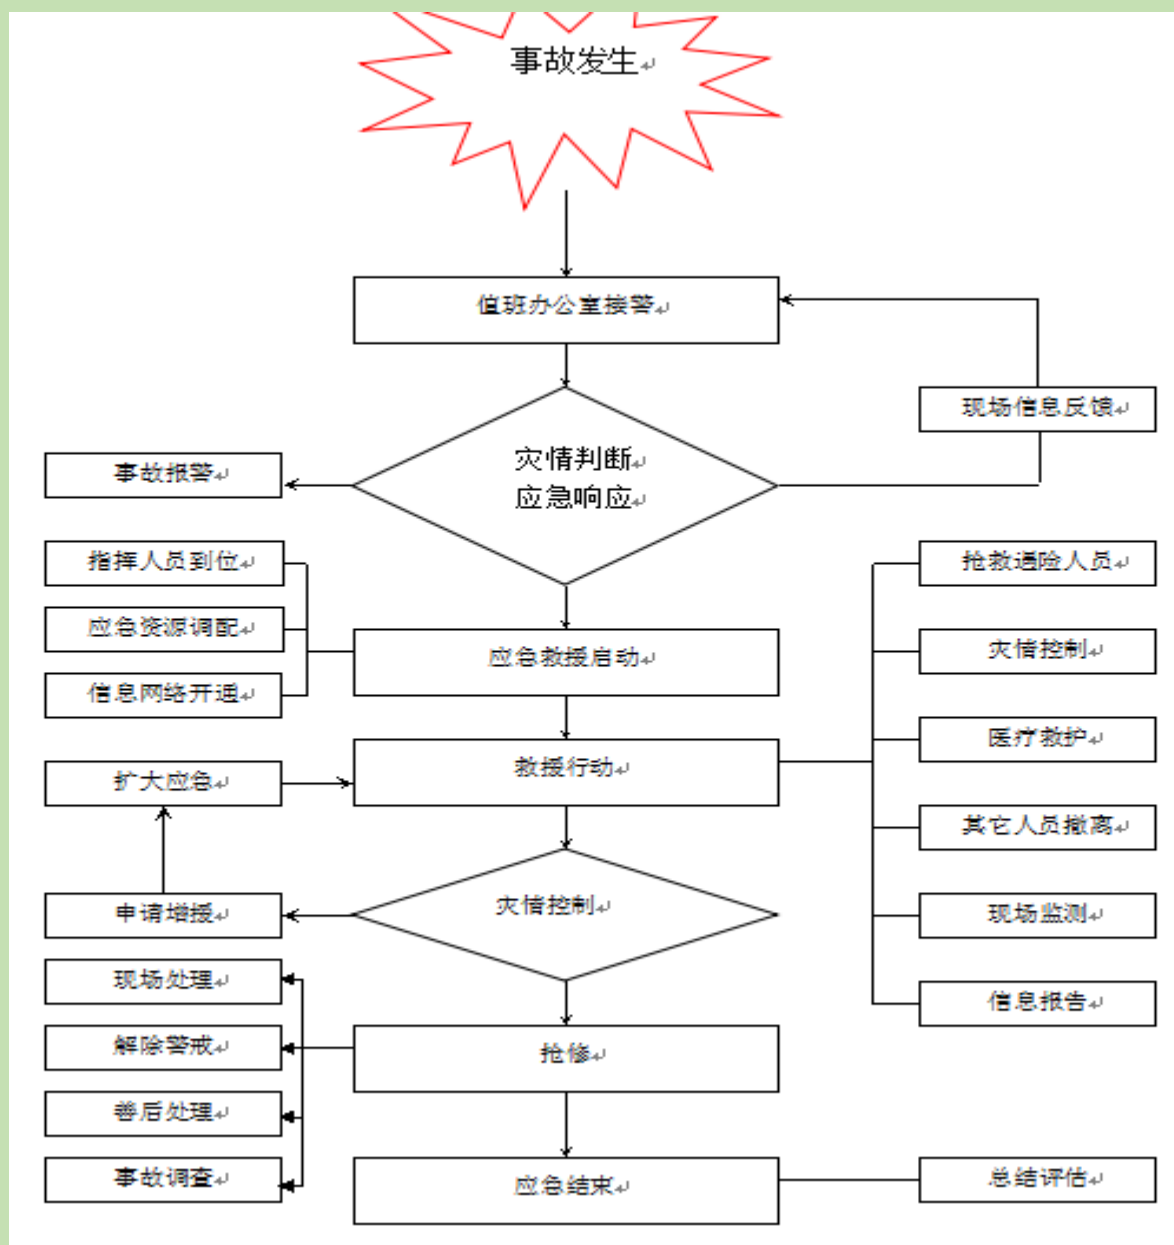 事故发生
值班办公室接警
现场信息反馈
灾情判断
应急响应
事故报警
指挥人员到位
抢救遇险人员
应急资源调配
应急救援启动
灾情控制
信息网络开通
医疗救护
扩大应急
救援行动
其它人员撤离
申请增援
灾情控制
现场监测
现场处理
信息报告
解除警戒
抢修
善后处理
事故调查
应急结束
总结评估